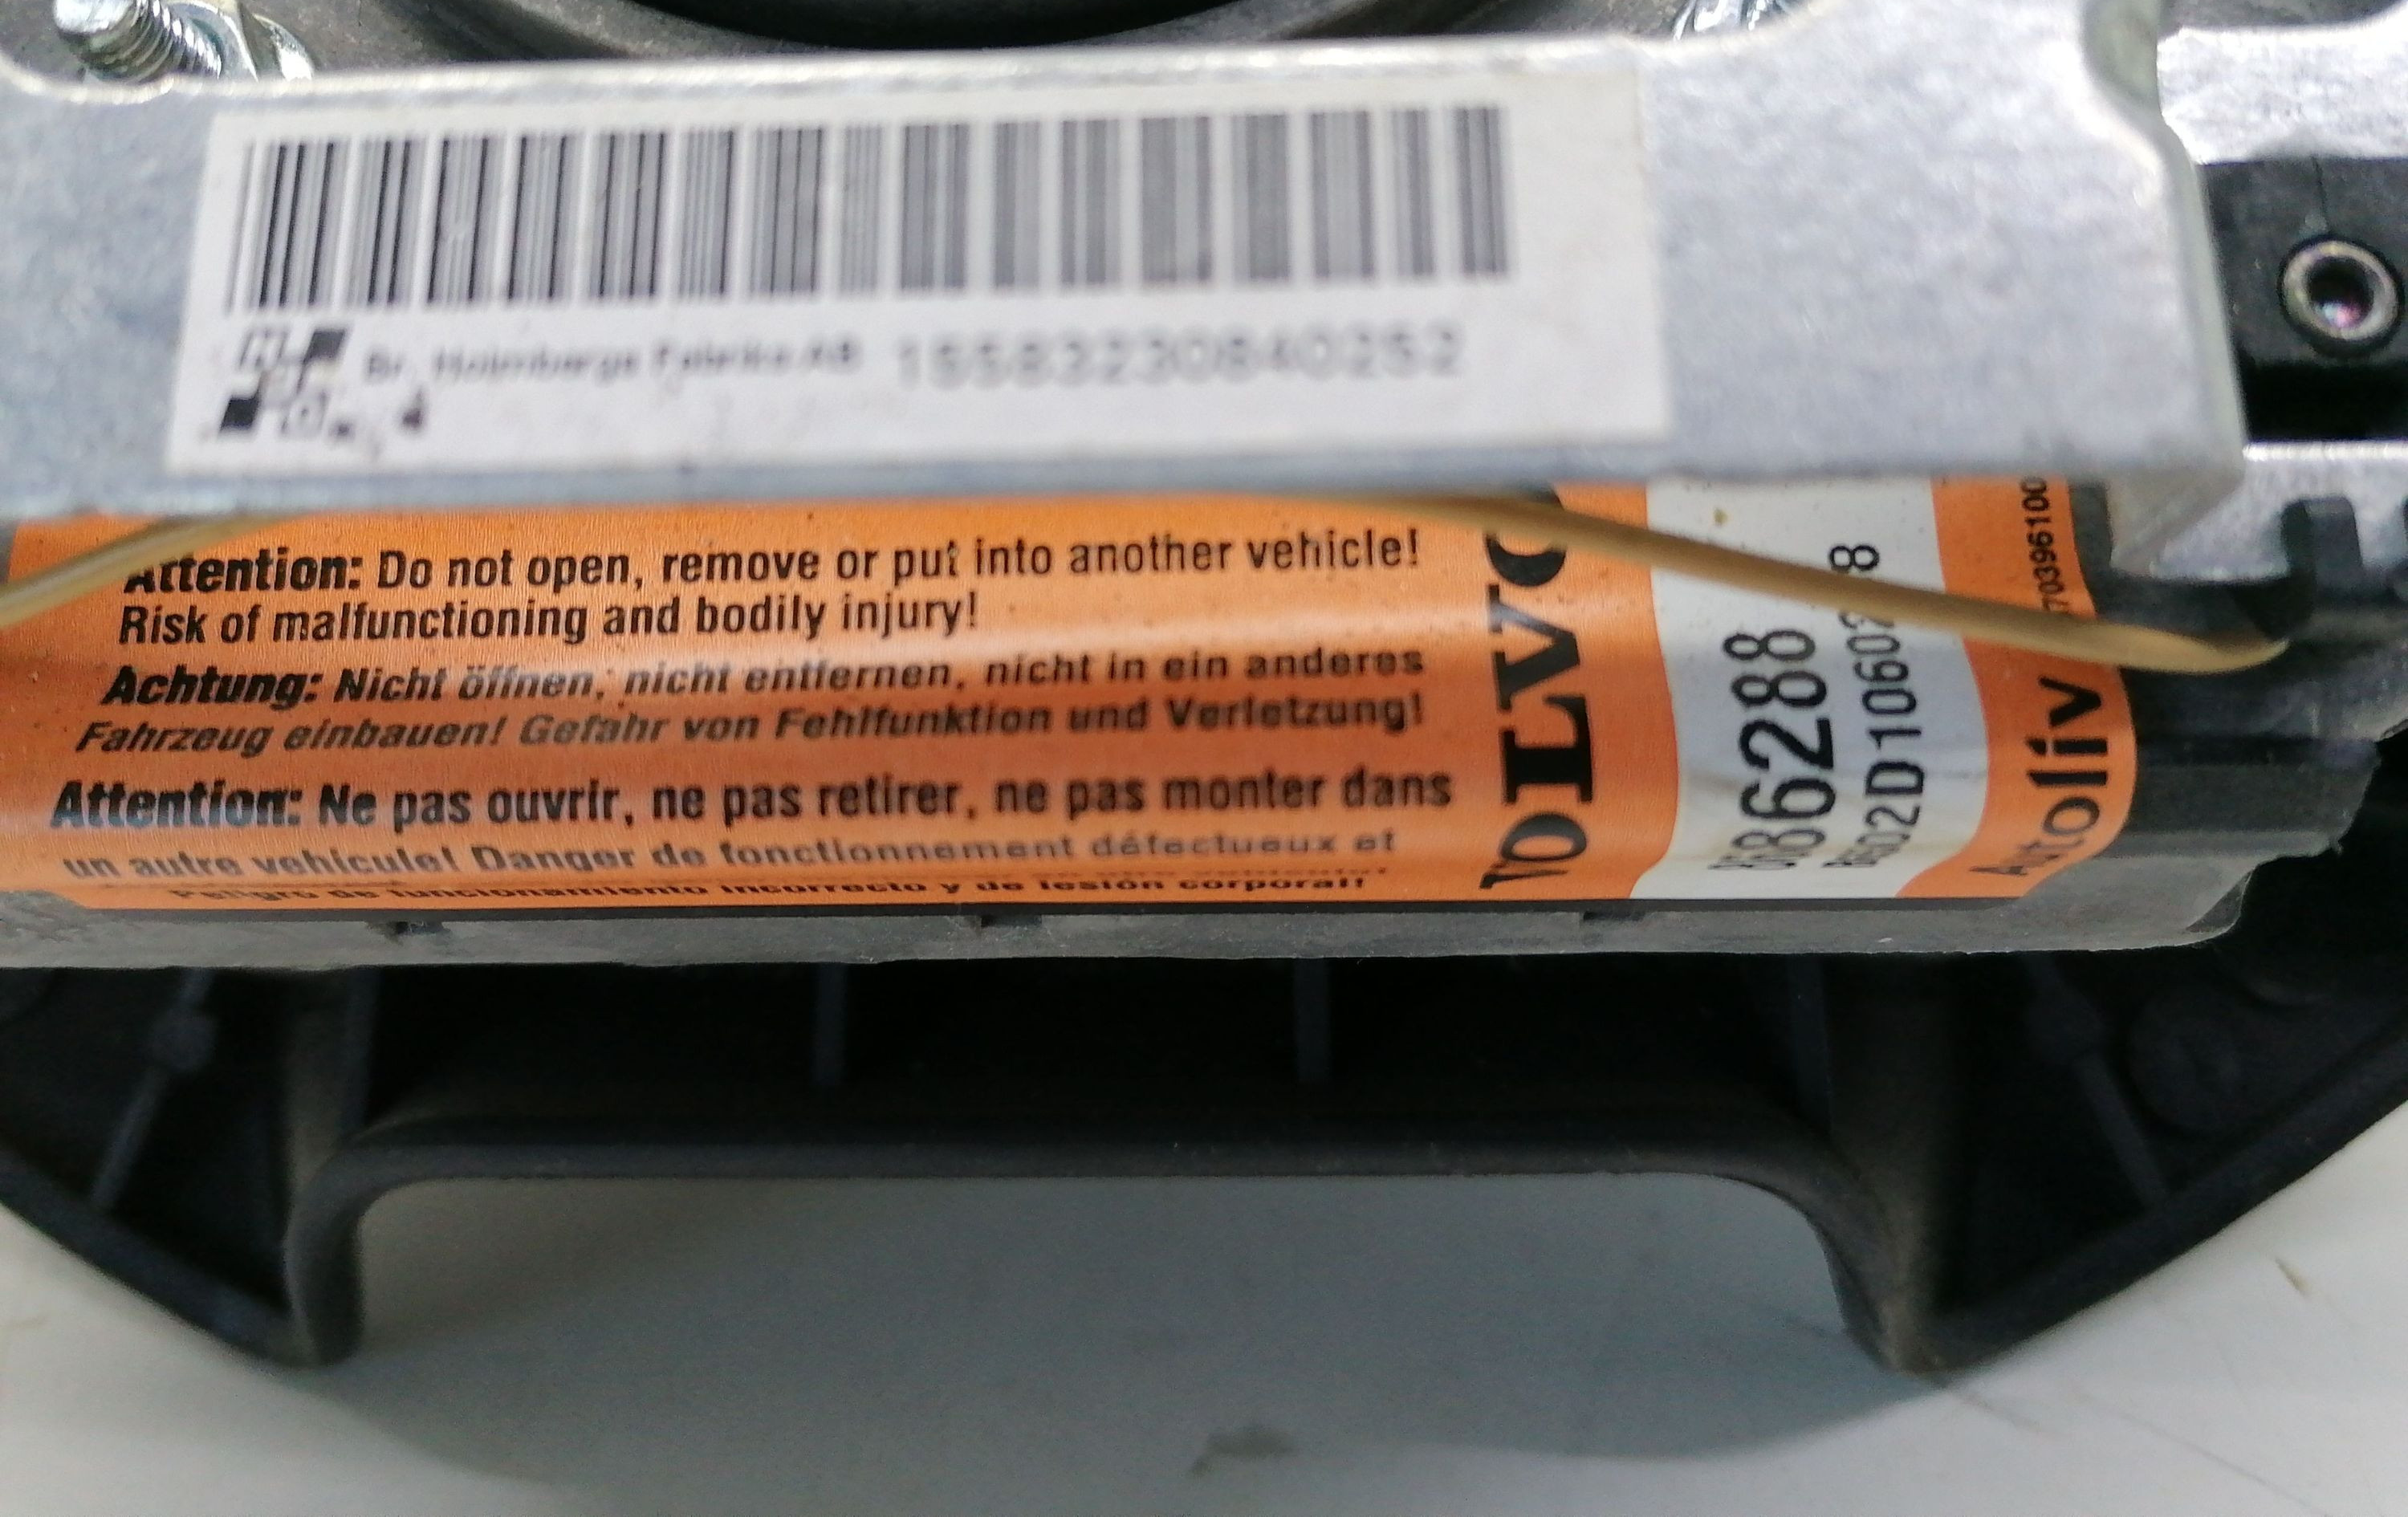 Br. Holmbergs Fabriks AB 15583230840252
4
Attention: Do not open, remove or put into another vehicle!
Risk of malfunctioning and bodily injury!
Achtung: Nicht öffnen, nicht entfernen, nicht in ein anderes
Fahrzeug einbauen! Gefahr von Fehlfunktion und Verletzung!
Attention: Ne pas ouvrir, ne pas retirer, ne pas monter dans
un autre vehicule! Danger de fonctionnement défectueux et
Peligro de funcionamiento incorrecto y de lesión corporal!
VOLVO
Autoliv